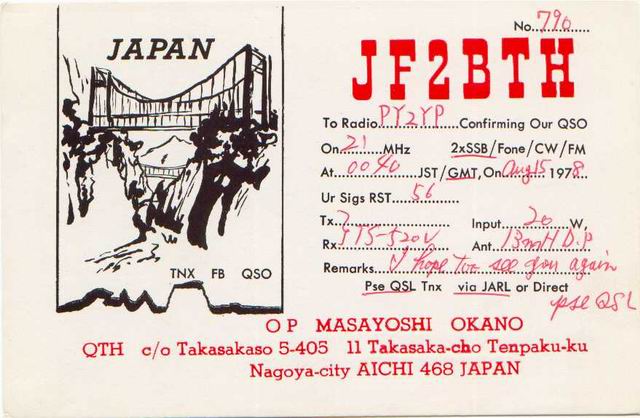 JAPAN
No. 790
JF2BTH
To Radio PY2YP Confirming Our QSO
On 21 MHz 2xSSB/Fone/CW/FM
At 0040 JST/GMT, On Aug 15 1978
Ur Sigs RST 56
Tx Input 20 W,
Rx Ant 13mH D.P
Remarks I hope too see you again
Pse QSL Tnx via JARL or Direct
pse QSL
TNX FB QSO
OP MASAYOSHI OKANO
QTH c/o Takasakaso 5-405 11 Takasaka-cho Tenpaku-ku
Nagoya-city AICHI 468 JAPAN